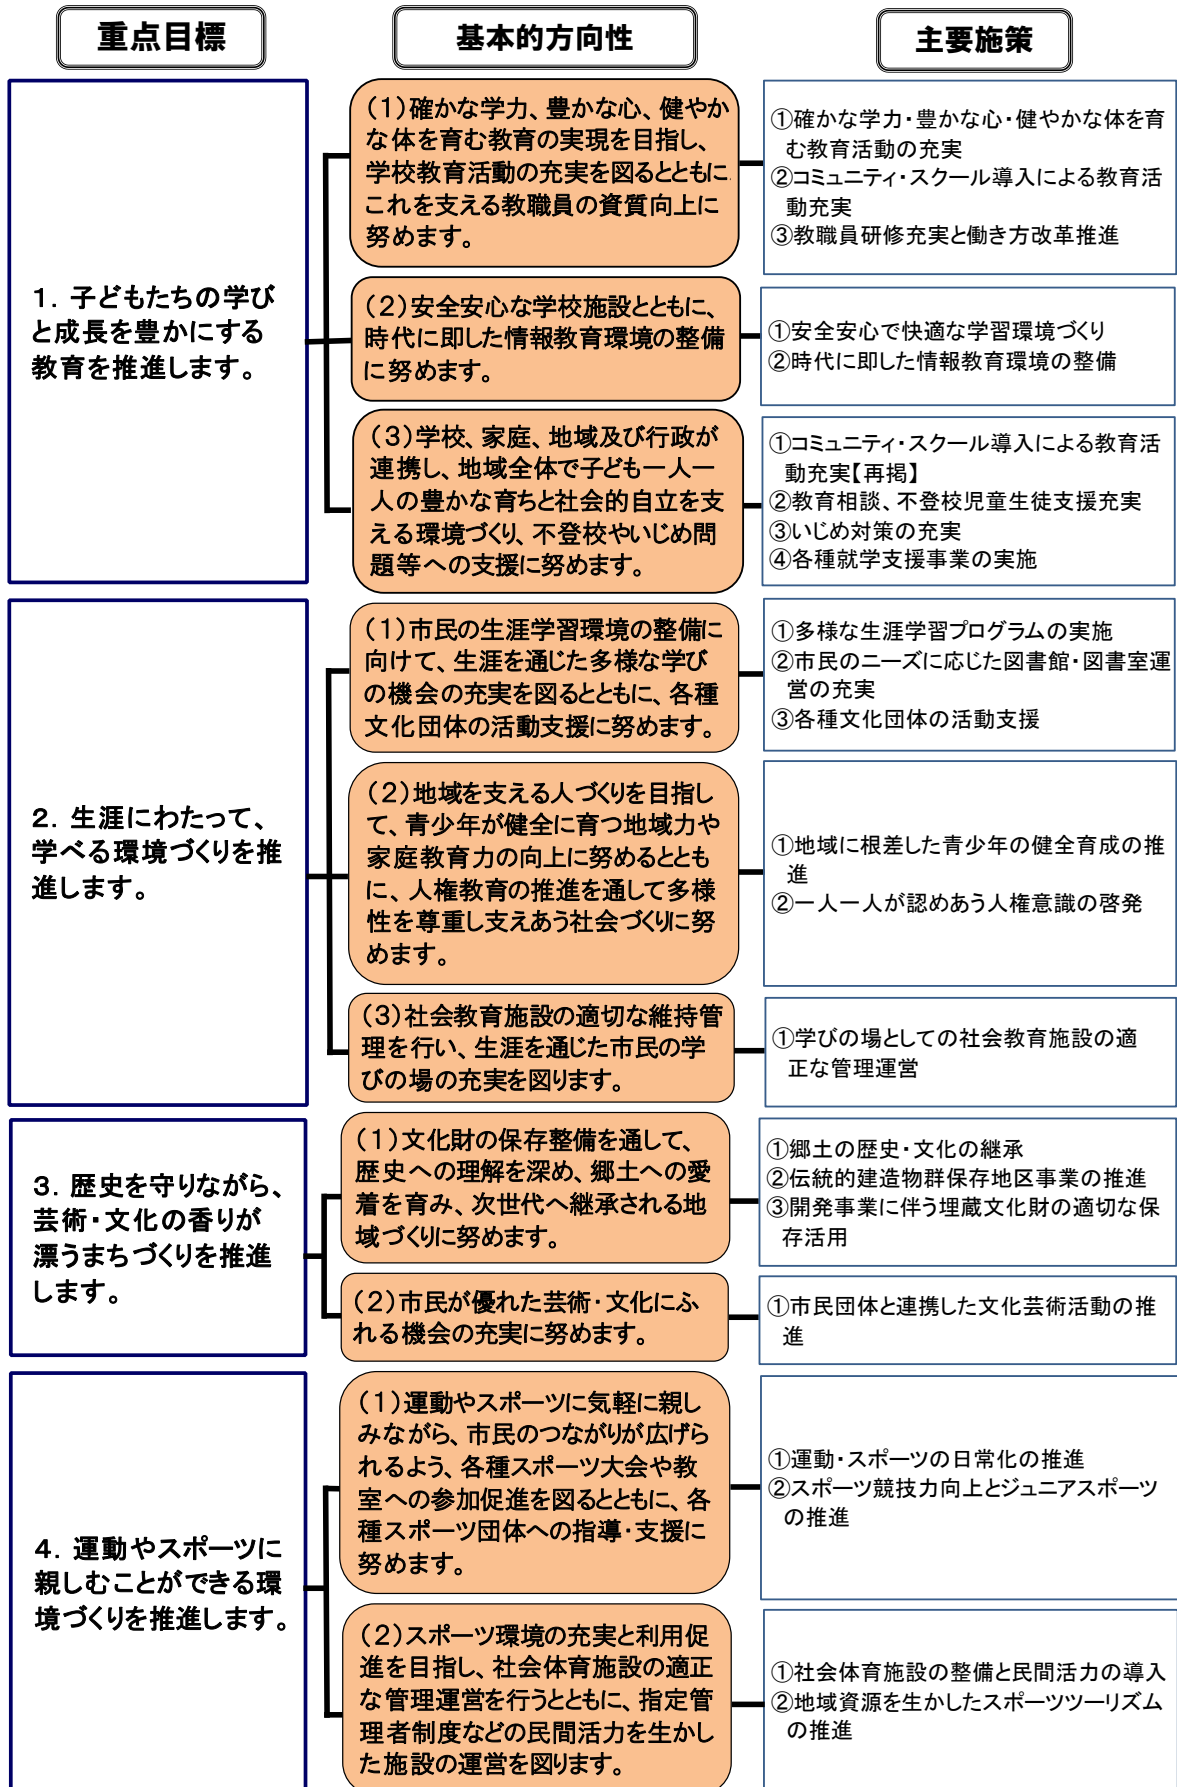 重点目標
基本的方向性
主要施策
1．子どもたちの学び
と成長を豊かにする
教育を推進します。
(1)確かな学力、豊かな心、健やか
な体を育む教育の実現を目指し、
学校教育活動の充実を図るとともに
これを支える教職員の資質向上に
努めます。
①確かな学力・豊かな心・健やかな体を育
む教育活動の充実
②コミュニティ・スクール導入による教育活
動充実
③教職員研修充実と働き方改革推進
(2)安全安心な学校施設とともに、
時代に即した情報教育環境の整備
に努めます。
①安全安心で快適な学習環境づくり
②時代に即した情報教育環境の整備
(3)学校、家庭、地域及び行政が
連携し、地域全体で子ども一人一
人の豊かな育ちと社会的自立を支
える環境づくり、不登校やいじめ問
題等への支援に努めます。
①コミュニティ・スクール導入による教育活
動充実【再掲】
②教育相談、不登校児童生徒支援充実
③いじめ対策の充実
④各種就学支援事業の実施
2．生涯にわたって、
学べる環境づくりを推
進します。
(1)市民の生涯学習環境の整備に
向けて、生涯を通じた多様な学び
の機会の充実を図るとともに、各種
文化団体の活動支援に努めます。
①多様な生涯学習プログラムの実施
②市民のニーズに応じた図書館・図書室運
営の充実
③各種文化団体の活動支援
(2)地域を支える人づくりを目指し
て、青少年が健全に育つ地域力や
家庭教育力の向上に努めるととも
に、人権教育の推進を通して多様
性を尊重し支えあう社会づくりに努
めます。
①地域に根差した青少年の健全育成の推
進
②一人一人が認めあう人権意識の啓発
(3)社会教育施設の適切な維持管
理を行い、生涯を通じた市民の学
びの場の充実を図ります。
①学びの場としての社会教育施設の適
正な管理運営
3．歴史を守りながら、
芸術・文化の香りが
漂うまちづくりを推進
します。
(1)文化財の保存整備を通して、
歴史への理解を深め、郷土への愛
着を育み、次世代へ継承される地
域づくりに努めます。
①郷土の歴史・文化の継承
②伝統的建造物群保存地区事業の推進
③開発事業に伴う埋蔵文化財の適切な保
存活用
(2)市民が優れた芸術・文化にふ
れる機会の充実に努めます。
①市民団体と連携した文化芸術活動の推
進
4．運動やスポーツに
親しむことができる環
境づくりを推進します。
(1)運動やスポーツに気軽に親し
みながら、市民のつながりが広げら
れるよう、各種スポーツ大会や教
室への参加促進を図るとともに、各
種スポーツ団体への指導・支援に
努めます。
①運動・スポーツの日常化の推進
②スポーツ競技力向上とジュニアスポーツ
の推進
(2)スポーツ環境の充実と利用促
進を目指し、社会体育施設の適正
な管理運営を行うとともに、指定管
理者制度などの民間活力を生かし
た施設の運営を図ります。
①社会体育施設の整備と民間活力の導入
②地域資源を生かしたスポーツツーリズム
の推進